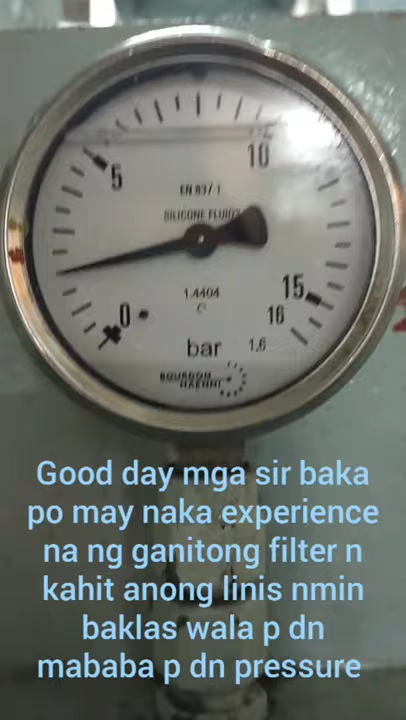 10
5
EN 837-1
SILICONE FLUID
15
1.4404
0
16
bar
1,6
BOURDON
HAENNI
Good day mga sir baka
po may naka experience
na ng ganitong filter n
kahit anong linis nmin
baklas wala p dn
mababa p dn pressure